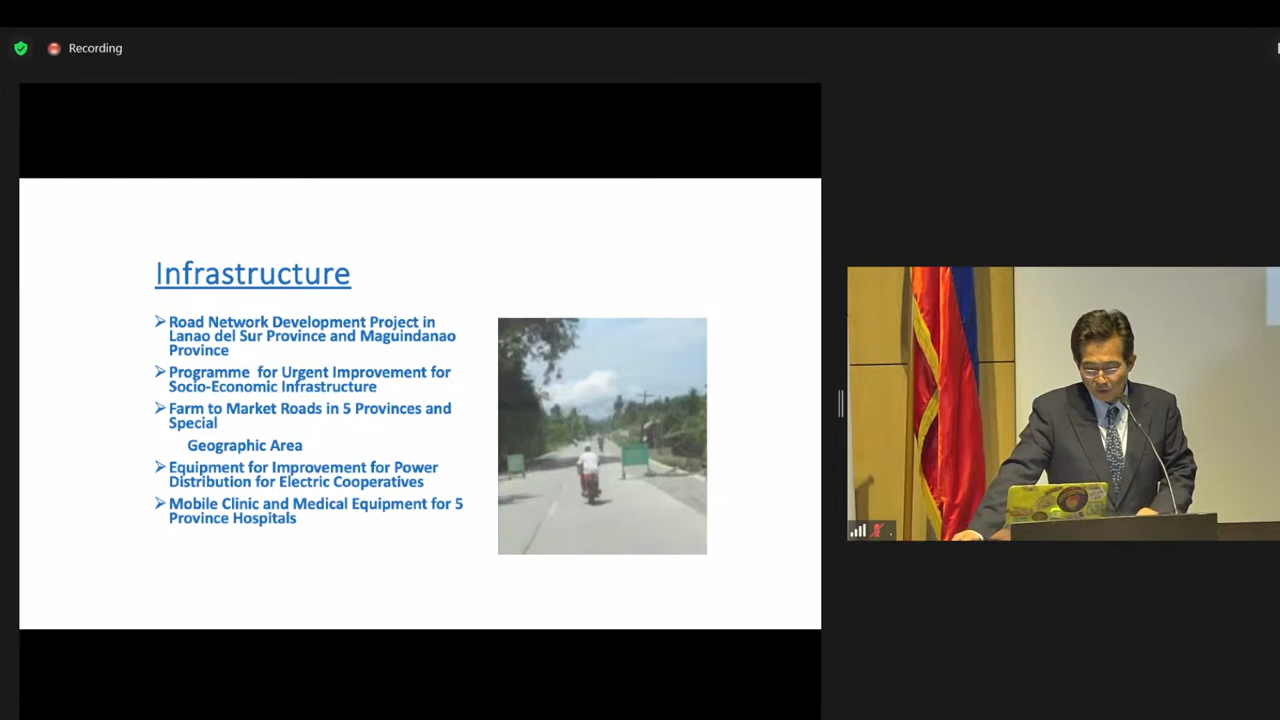 Recording
Infrastructure
➢Road Network Development Project in
Lanao del Sur Province and Maguindanao
Province
➢Programme for Urgent Improvement for
Socio-Economic Infrastructure
➢Farm to Market Roads in 5 Provinces and
Special
Geographic Area
➢Equipment for Improvement for Power
Distribution for Electric Cooperatives
➢Mobile Clinic and Medical Equipment for 5
Province Hospitals